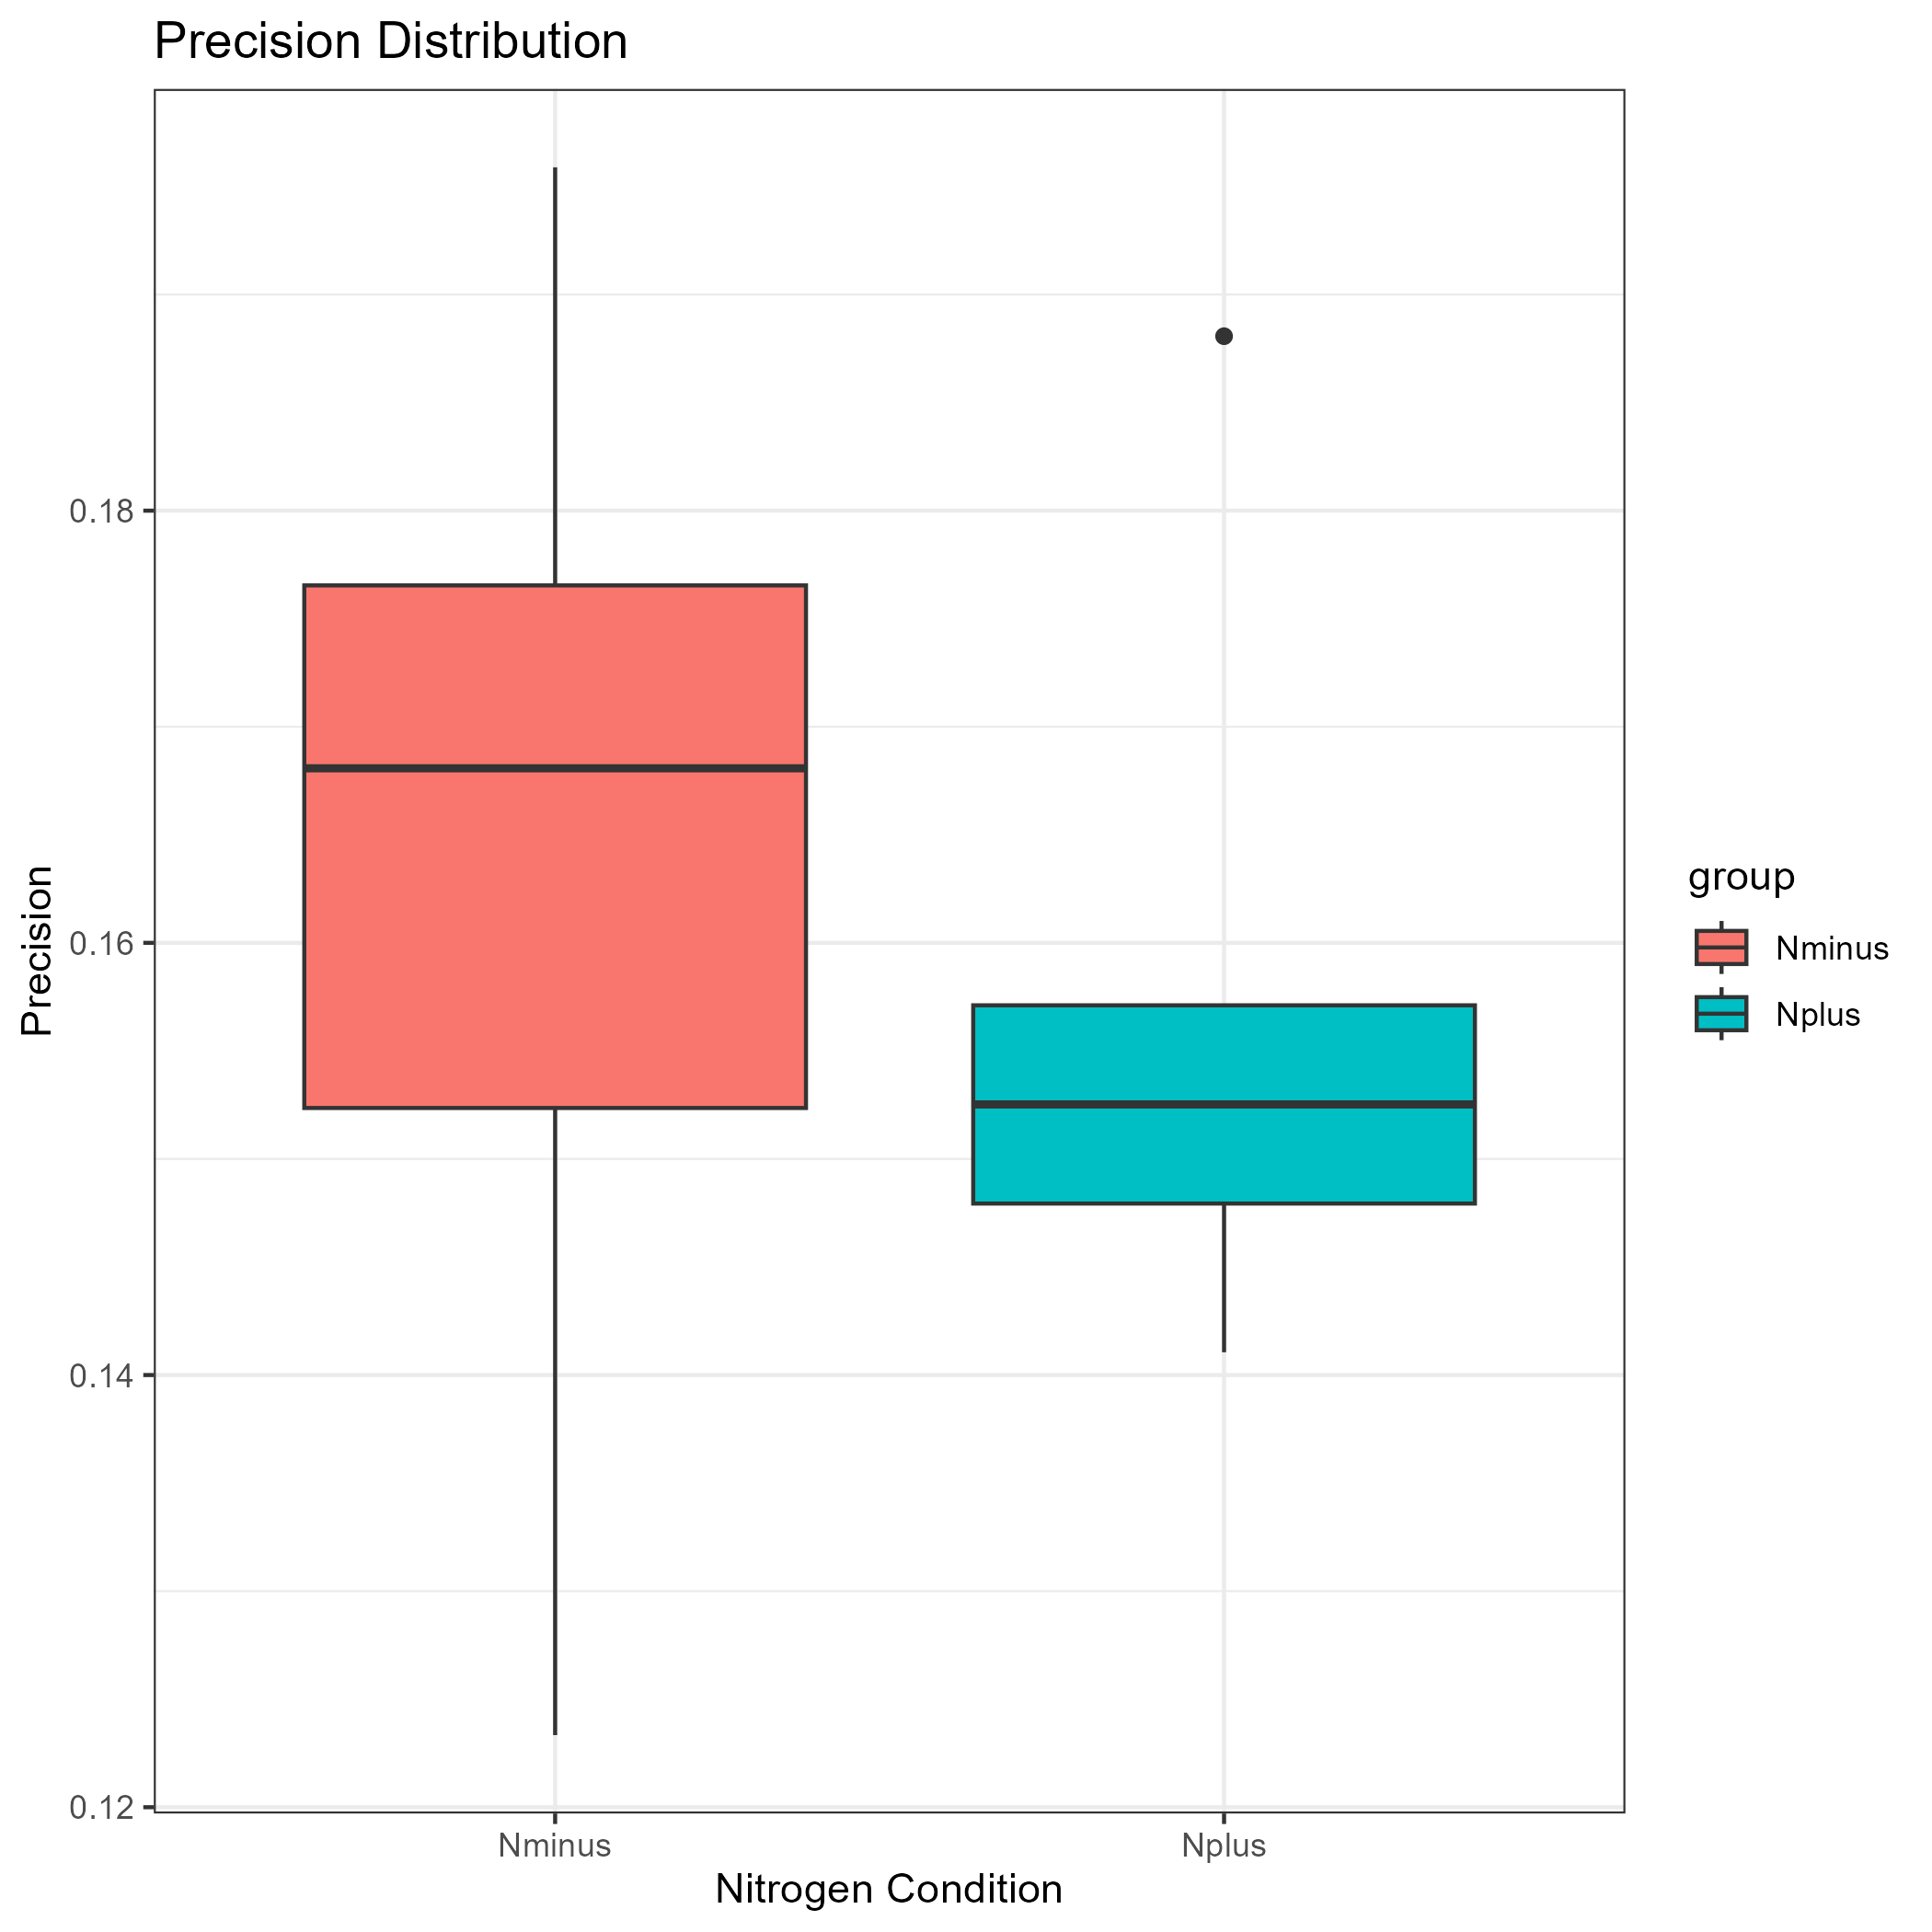 Precision Distribution
Precision
0.18
0.16
0.14
0.12
Nminus
Nplus
Nitrogen Condition
group
Nminus
Nplus